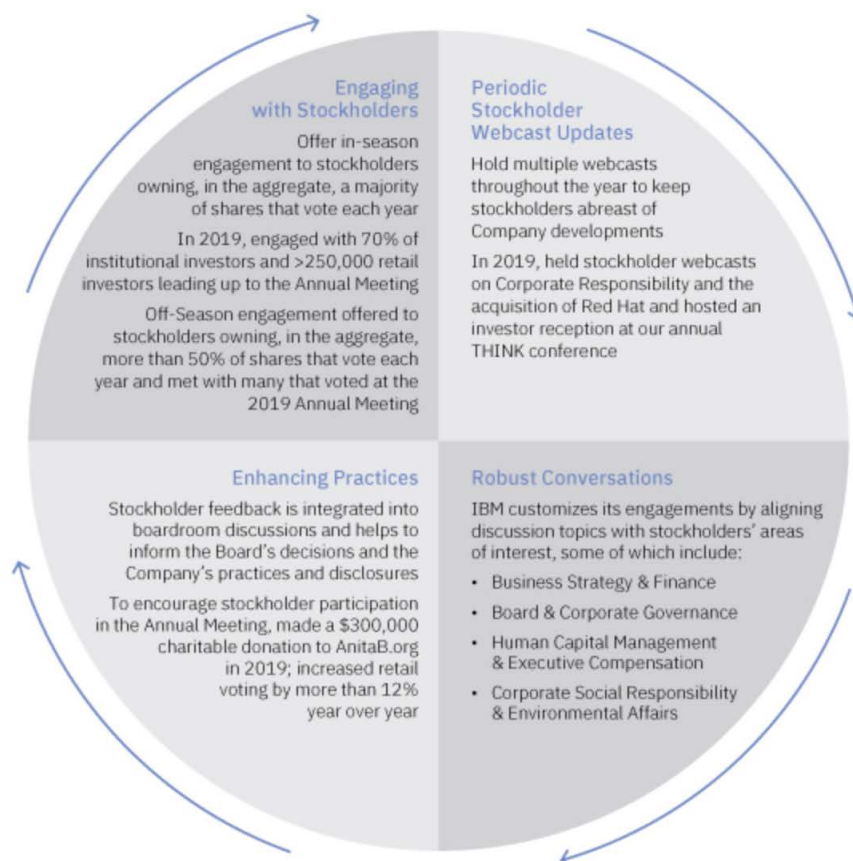 Engaging
with Stockholders
Offer in-season
engagement to stockholders
owning, in the aggregate, a majority
of shares that vote each year
In 2019, engaged with 70% of
institutional investors and >250,000 retail
investors leading up to the Annual Meeting
Off-Season engagement offered to
stockholders owning, in the aggregate,
more than 50% of shares that vote each
year and met with many that voted at the
2019 Annual Meeting
Periodic
Stockholder
Webcast Updates
Hold multiple webcasts
throughout the year to keep
stockholders abreast of
Company developments
In 2019, held stockholder webcasts
on Corporate Responsibility and the
acquisition of Red Hat and hosted an
investor reception at our annual
THINK conference
Enhancing Practices
Stockholder feedback is integrated into
boardroom discussions and helps to
inform the Board's decisions and the
Company's practices and disclosures
To encourage stockholder participation
in the Annual Meeting, made a $300,000
charitable donation to AnitaB.org
in 2019; increased retail
voting by more than 12%
year over year
Robust Conversations
IBM customizes its engagements by aligning
discussion topics with stockholders' areas
of interest, some of which include:
• Business Strategy & Finance
• Board & Corporate Governance
• Human Capital Management
& Executive Compensation
• Corporate Social Responsibility
& Environmental Affairs